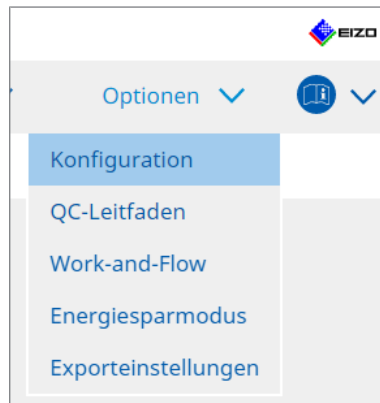 EIZO
Optionen
Konfiguration
QC-Leitfaden
Work-and-Flow
Energiesparmodus
Exporteinstellungen